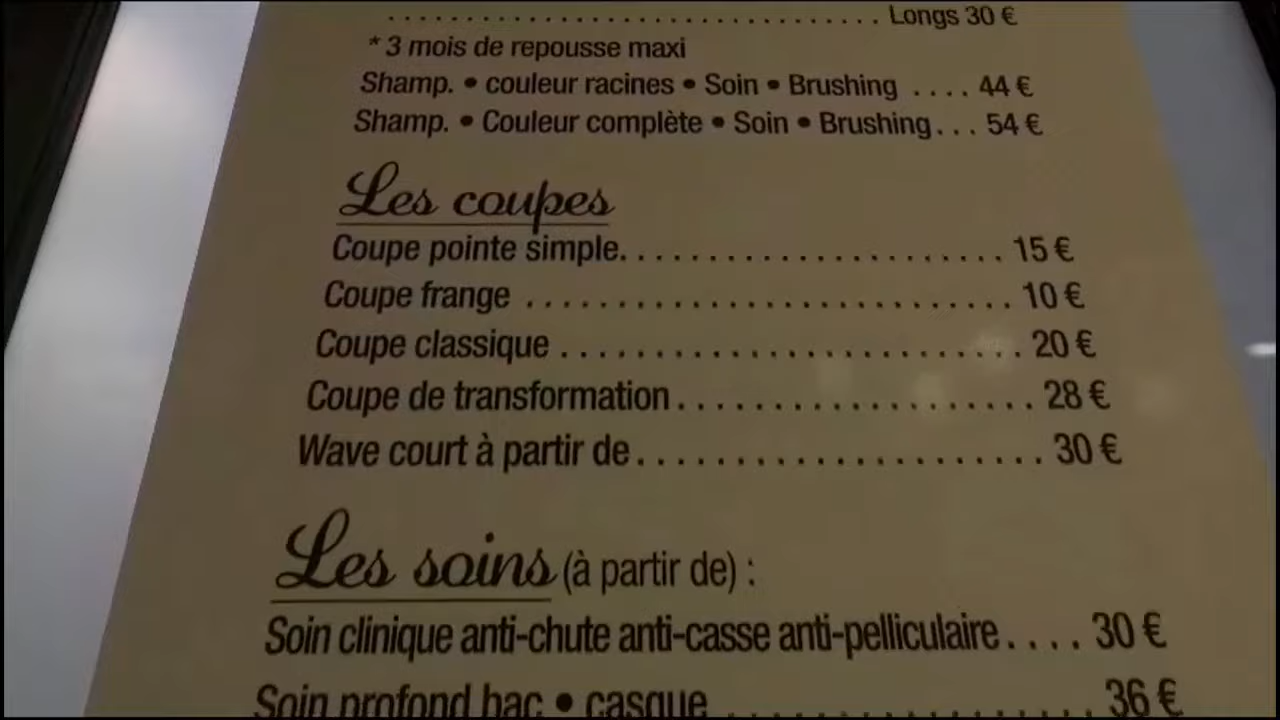 ................................ Longs 30 €
* 3 mois de repousse maxi
Shamp. • couleur racines • Soin • Brushing .... 44 €
Shamp. • Couleur complète • Soin • Brushing... 54 €
Les coupes
Coupe pointe simple....................... 15 €
Coupe frange ............................. 10 €
Coupe classique ........................... 20 €
Coupe de transformation..................... 28 €
Wave court à partir de....................... 30 €
Les soins (à partir de) :
Soin clinique anti-chute anti-casse anti-pelliculaire.... 30 €
Soin profond bac • casque .................. 36 €